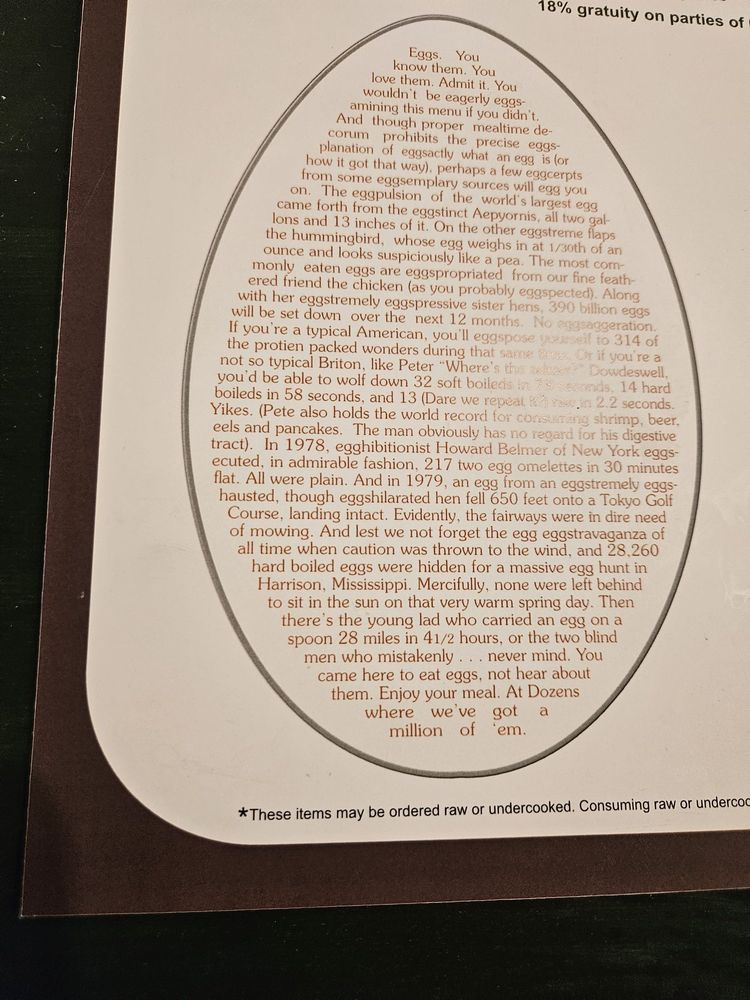 18% gratuity on parties of
Eggs. You
know them. You
love them. Admit it. You
wouldn't be eagerly eggs-
amining this menu if you didn't.
And though proper mealtime de-
corum prohibits the precise eggs-
planation of eggsactly what an egg is (or
how it got that way), perhaps a few eggcerpts
from some eggsemplary sources will egg you
on. The eggpulsion of the world's largest egg
came forth from the eggstinct Aepyornis, all two gal-
lons and 13 inches of it. On the other eggstreme flaps
the hummingbird, whose egg weighs in at 1/30th of an
ounce and looks suspiciously like a pea. The most com-
monly eaten eggs are eggspropriated from our fine feath-
ered friend the chicken (as you probably eggspected). Along
with her eggstremely eggspressive sister hens, 390 billion eggs
will be set down over the next 12 months. No eggsaggeration.
If you're a typical American, you'll eggspose yourself to 314 of
the protien packed wonders during that same time. Or if you're a
not so typical Briton, like Peter "Where's the Dowdeswell,
you'd be able to wolf down 32 soft boileds in seconds, 14 hard
boileds in 58 seconds, and 13 (Dare we repeat in 2.2 seconds.
Yikes. (Pete also holds the world record for consuming shrimp, beer,
eels and pancakes. The man obviously has no regard for his digestive
tract). In 1978, egghibitionist Howard Belmer of New York eggs-
ecuted, in admirable fashion, 217 two egg omelettes in 30 minutes
flat. All were plain. And in 1979, an egg from an eggstremely eggs-
hausted, though eggshilarated hen fell 650 feet onto a Tokyo Golf
Course, landing intact. Evidently, the fairways were in dire need
of mowing. And lest we not forget the egg eggstravaganza of
all time when caution was thrown to the wind, and 28,260
hard boiled eggs were hidden for a massive egg hunt in
Harrison, Mississippi. Mercifully, none were left behind
to sit in the sun on that very warm spring day. Then
there's the young lad who carried an egg on a
spoon 28 miles in 41/2 hours, or the two blind
men who mistakenly . . . never mind. You
came here to eat eggs, not hear about
them. Enjoy your meal. At Dozens
where we've got a
million of 'em.
*These items may be ordered raw or undercooked. Consuming raw or underco